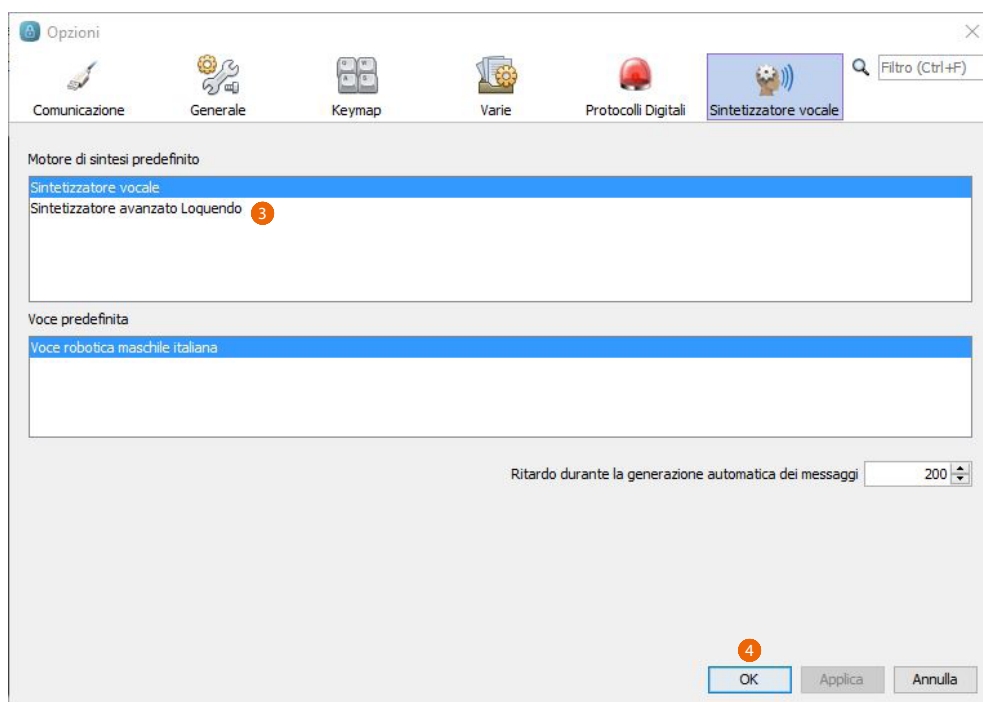 Opzioni
Filtro (Ctrl+F)
Comunicazione Generale Keymap Varie Protocolli Digitali Sintetizzatore vocale
Motore di sintesi predefinito
Sintetizzatore vocale
Sintetizzatore avanzato Loquendo 3
Voce predefinita
Voce robotica maschile italiana
Ritardo durante la generazione automatica dei messaggi 200
4
OK Applica Annulla